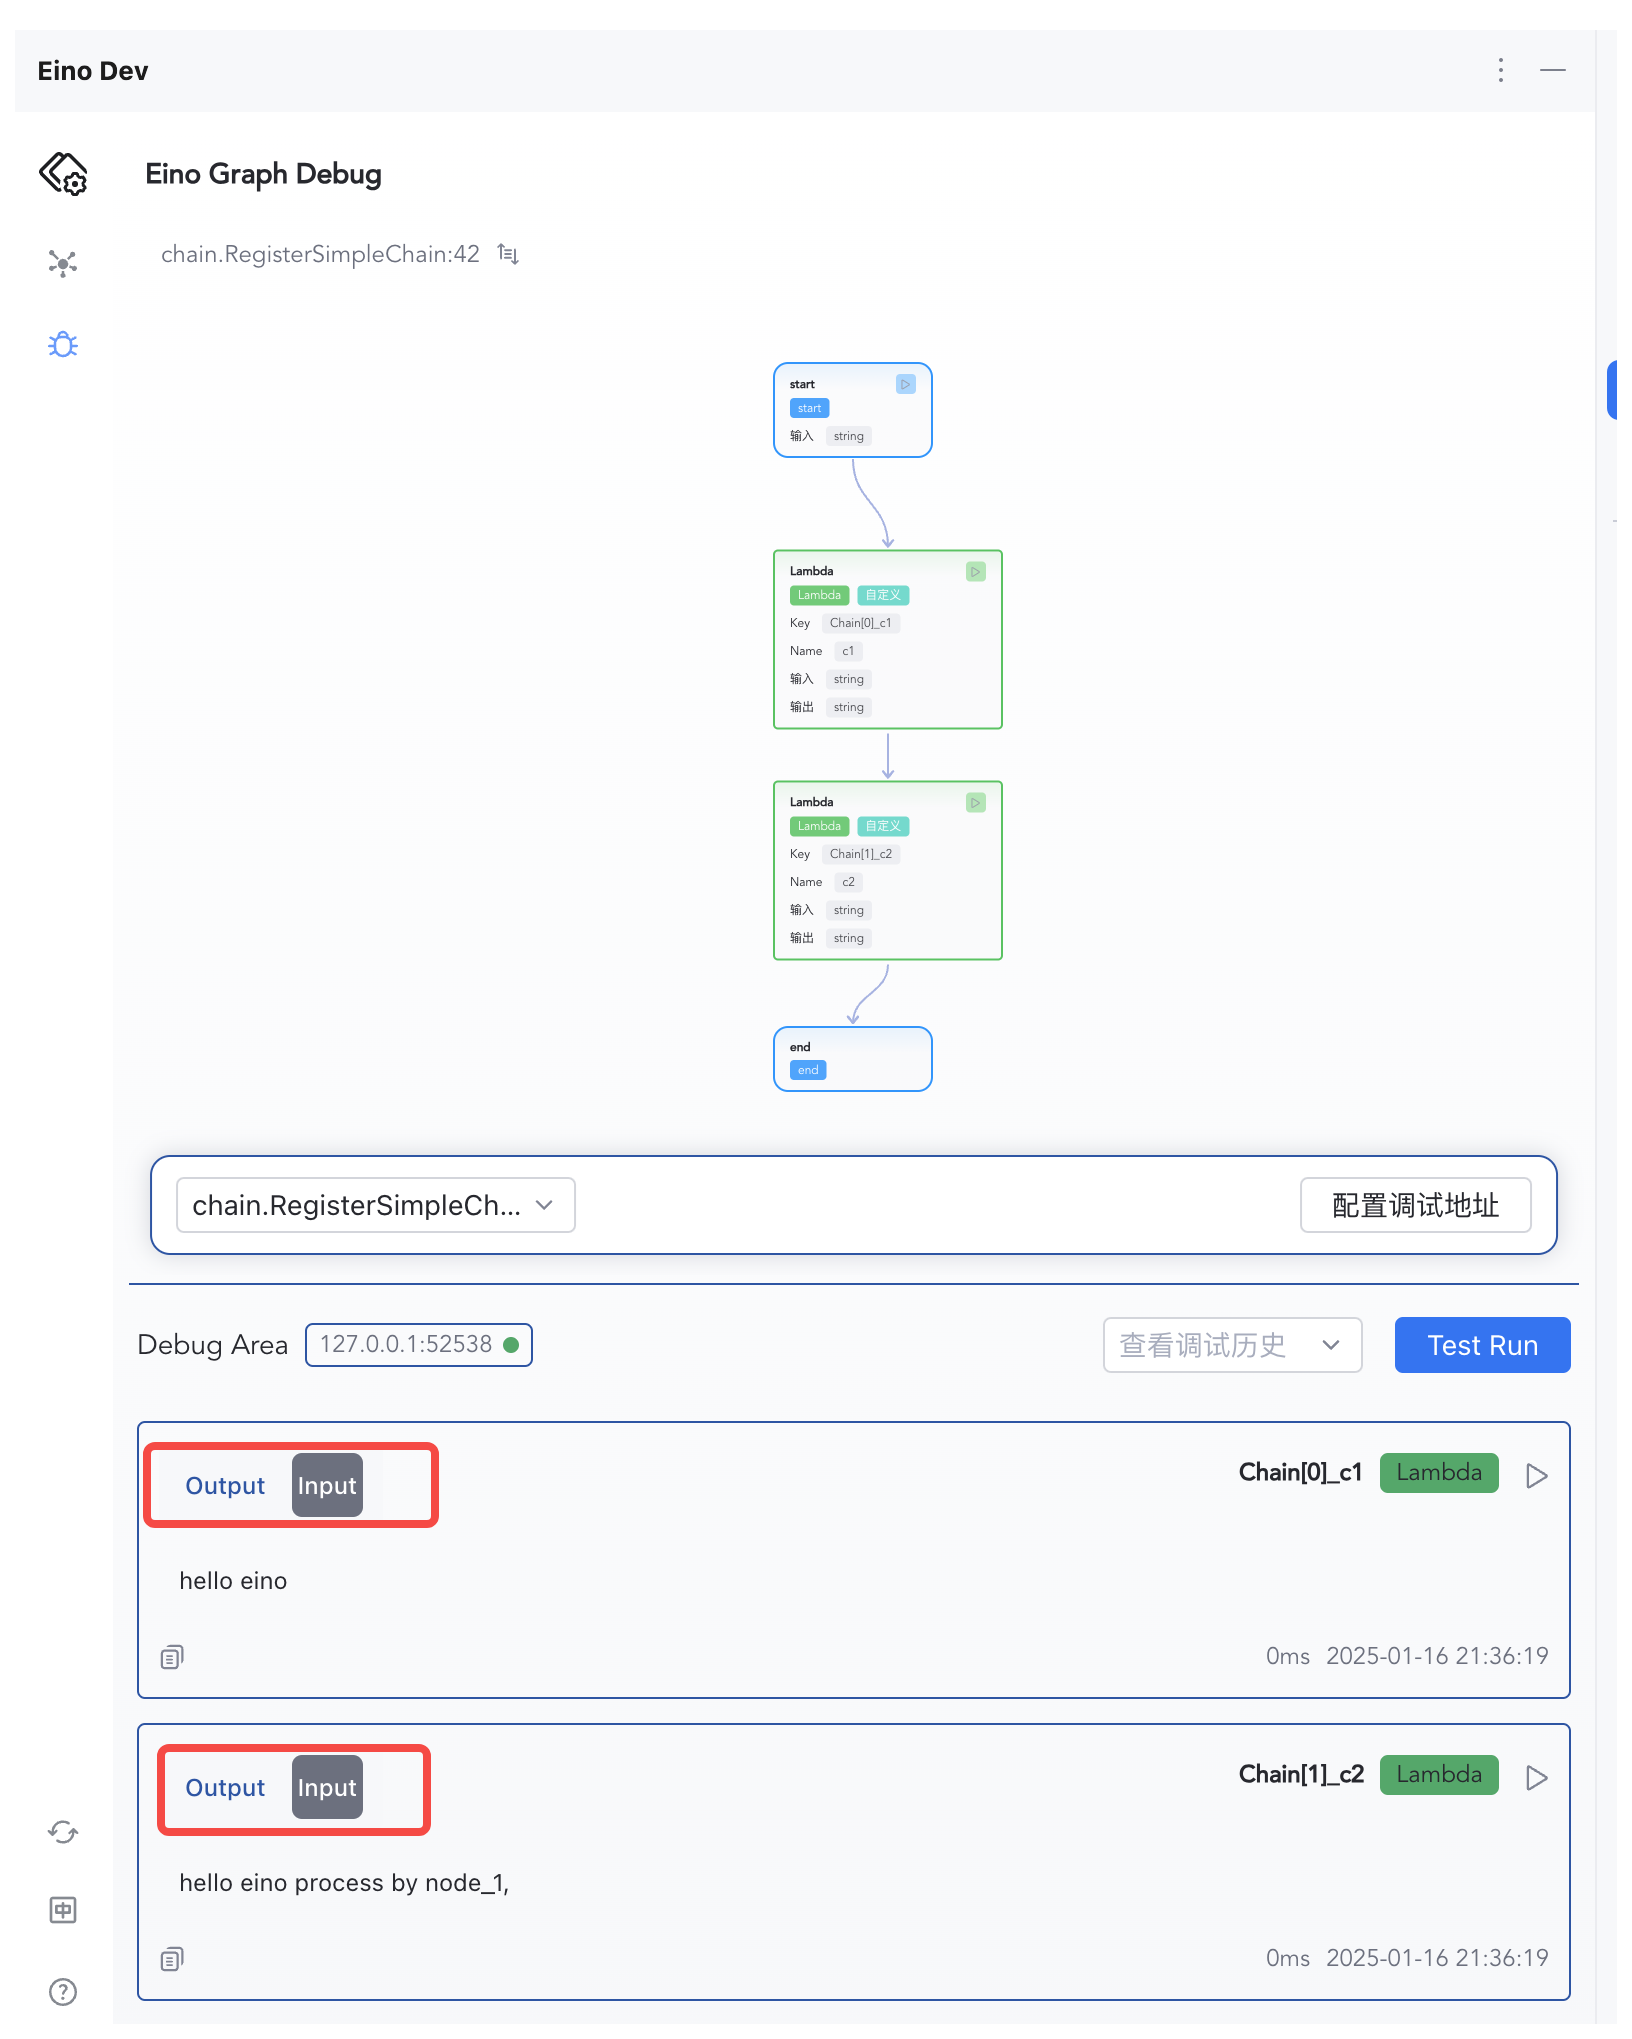 Eino Dev
Eino Graph Debug
chain.RegisterSimpleChain:42
start
start
输入 string
Lambda
Lambda 自定义
Key Chain[0]_c1
Name c1
输入 string
输出 string
Lambda
Lambda 自定义
Key Chain[1]_c2
Name c2
输入 string
输出 string
end
end
chain.RegisterSimpleCh... 配置调试地址
Debug Area 127.0.0.1:52538 查看调试历史 Test Run
Output Input Chain[0]_c1 Lambda
hello eino
0ms 2025-01-16 21:36:19
Output Input Chain[1]_c2 Lambda
hello eino process by node_1,
0ms 2025-01-16 21:36:19
中
?